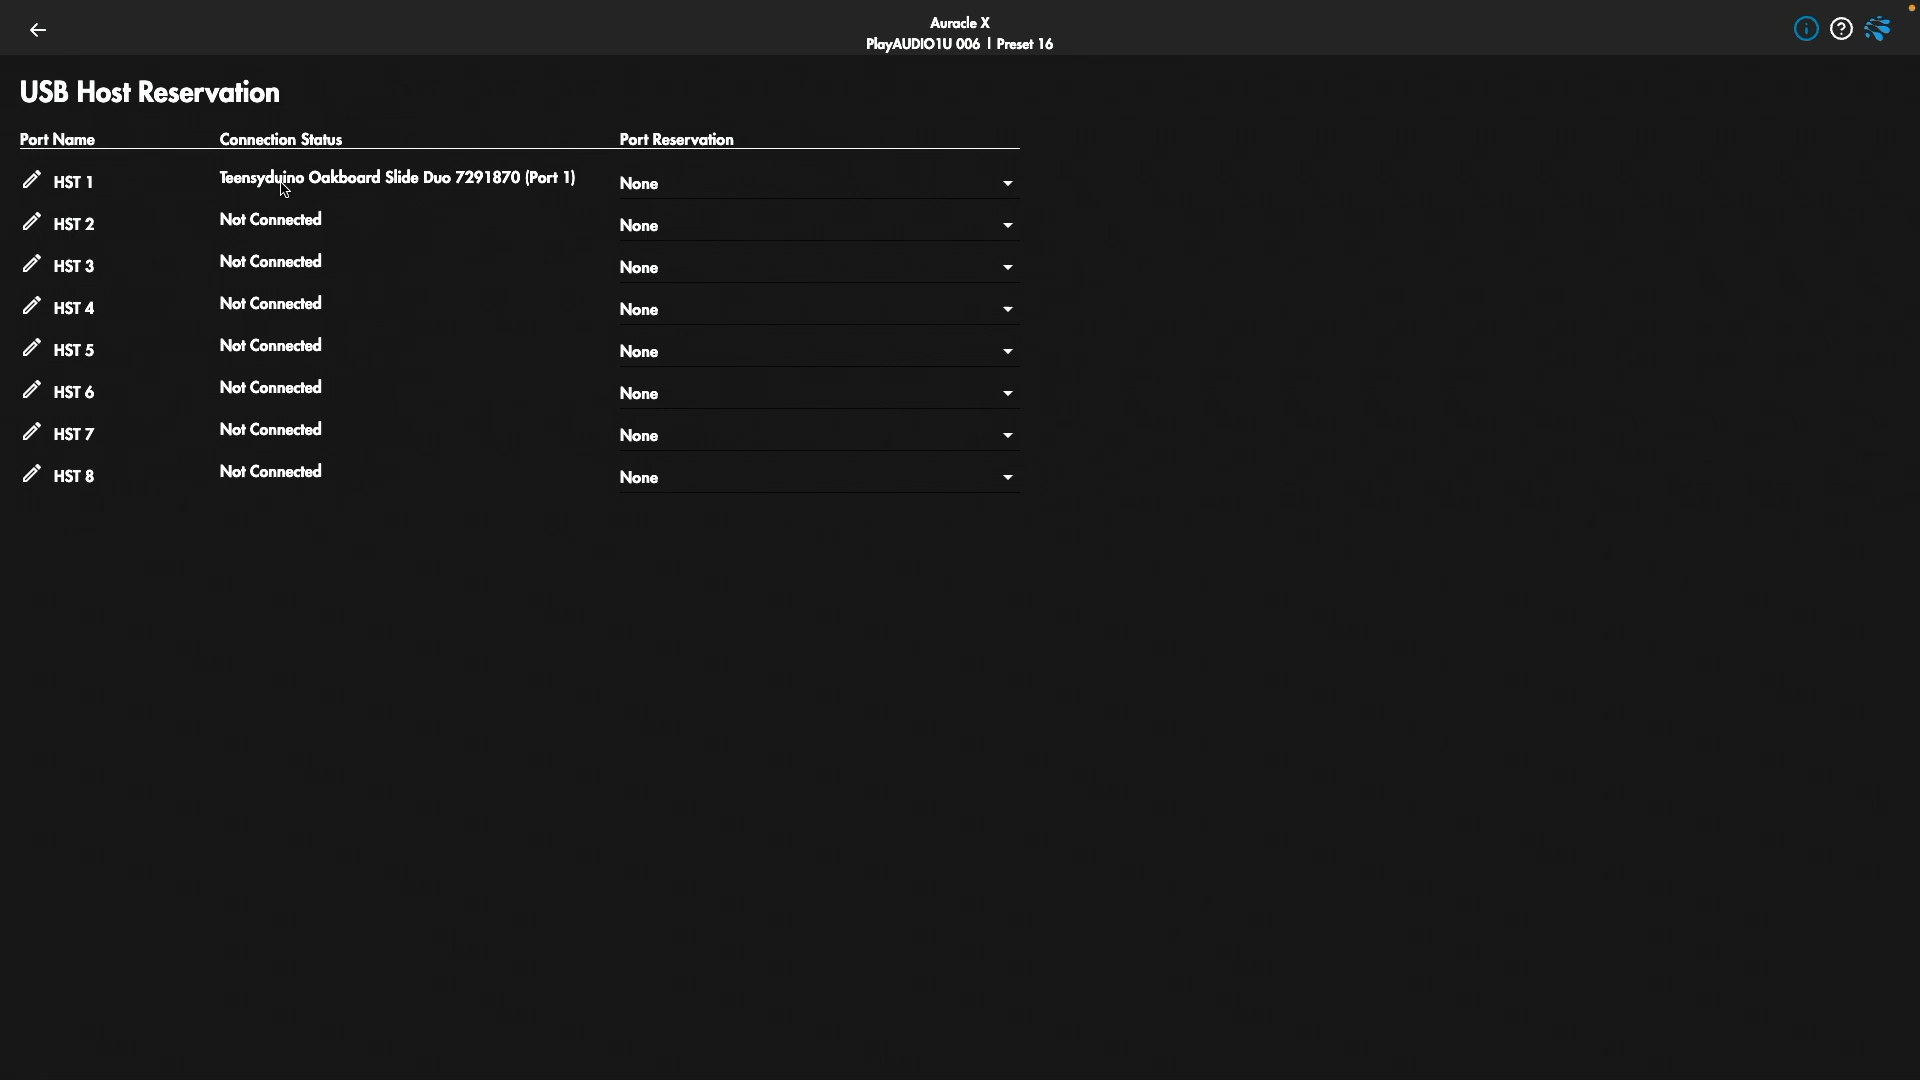 Auracle X
PlayAUDIO1U 006 | Preset 16
USB Host Reservation
Port Name Connection Status Port Reservation
HST 1 Teensyduino Oakboard Slide Duo 7291870 (Port 1) None
HST 2 Not Connected None
HST 3 Not Connected None
HST 4 Not Connected None
HST 5 Not Connected None
HST 6 Not Connected None
HST 7 Not Connected None
HST 8 Not Connected None